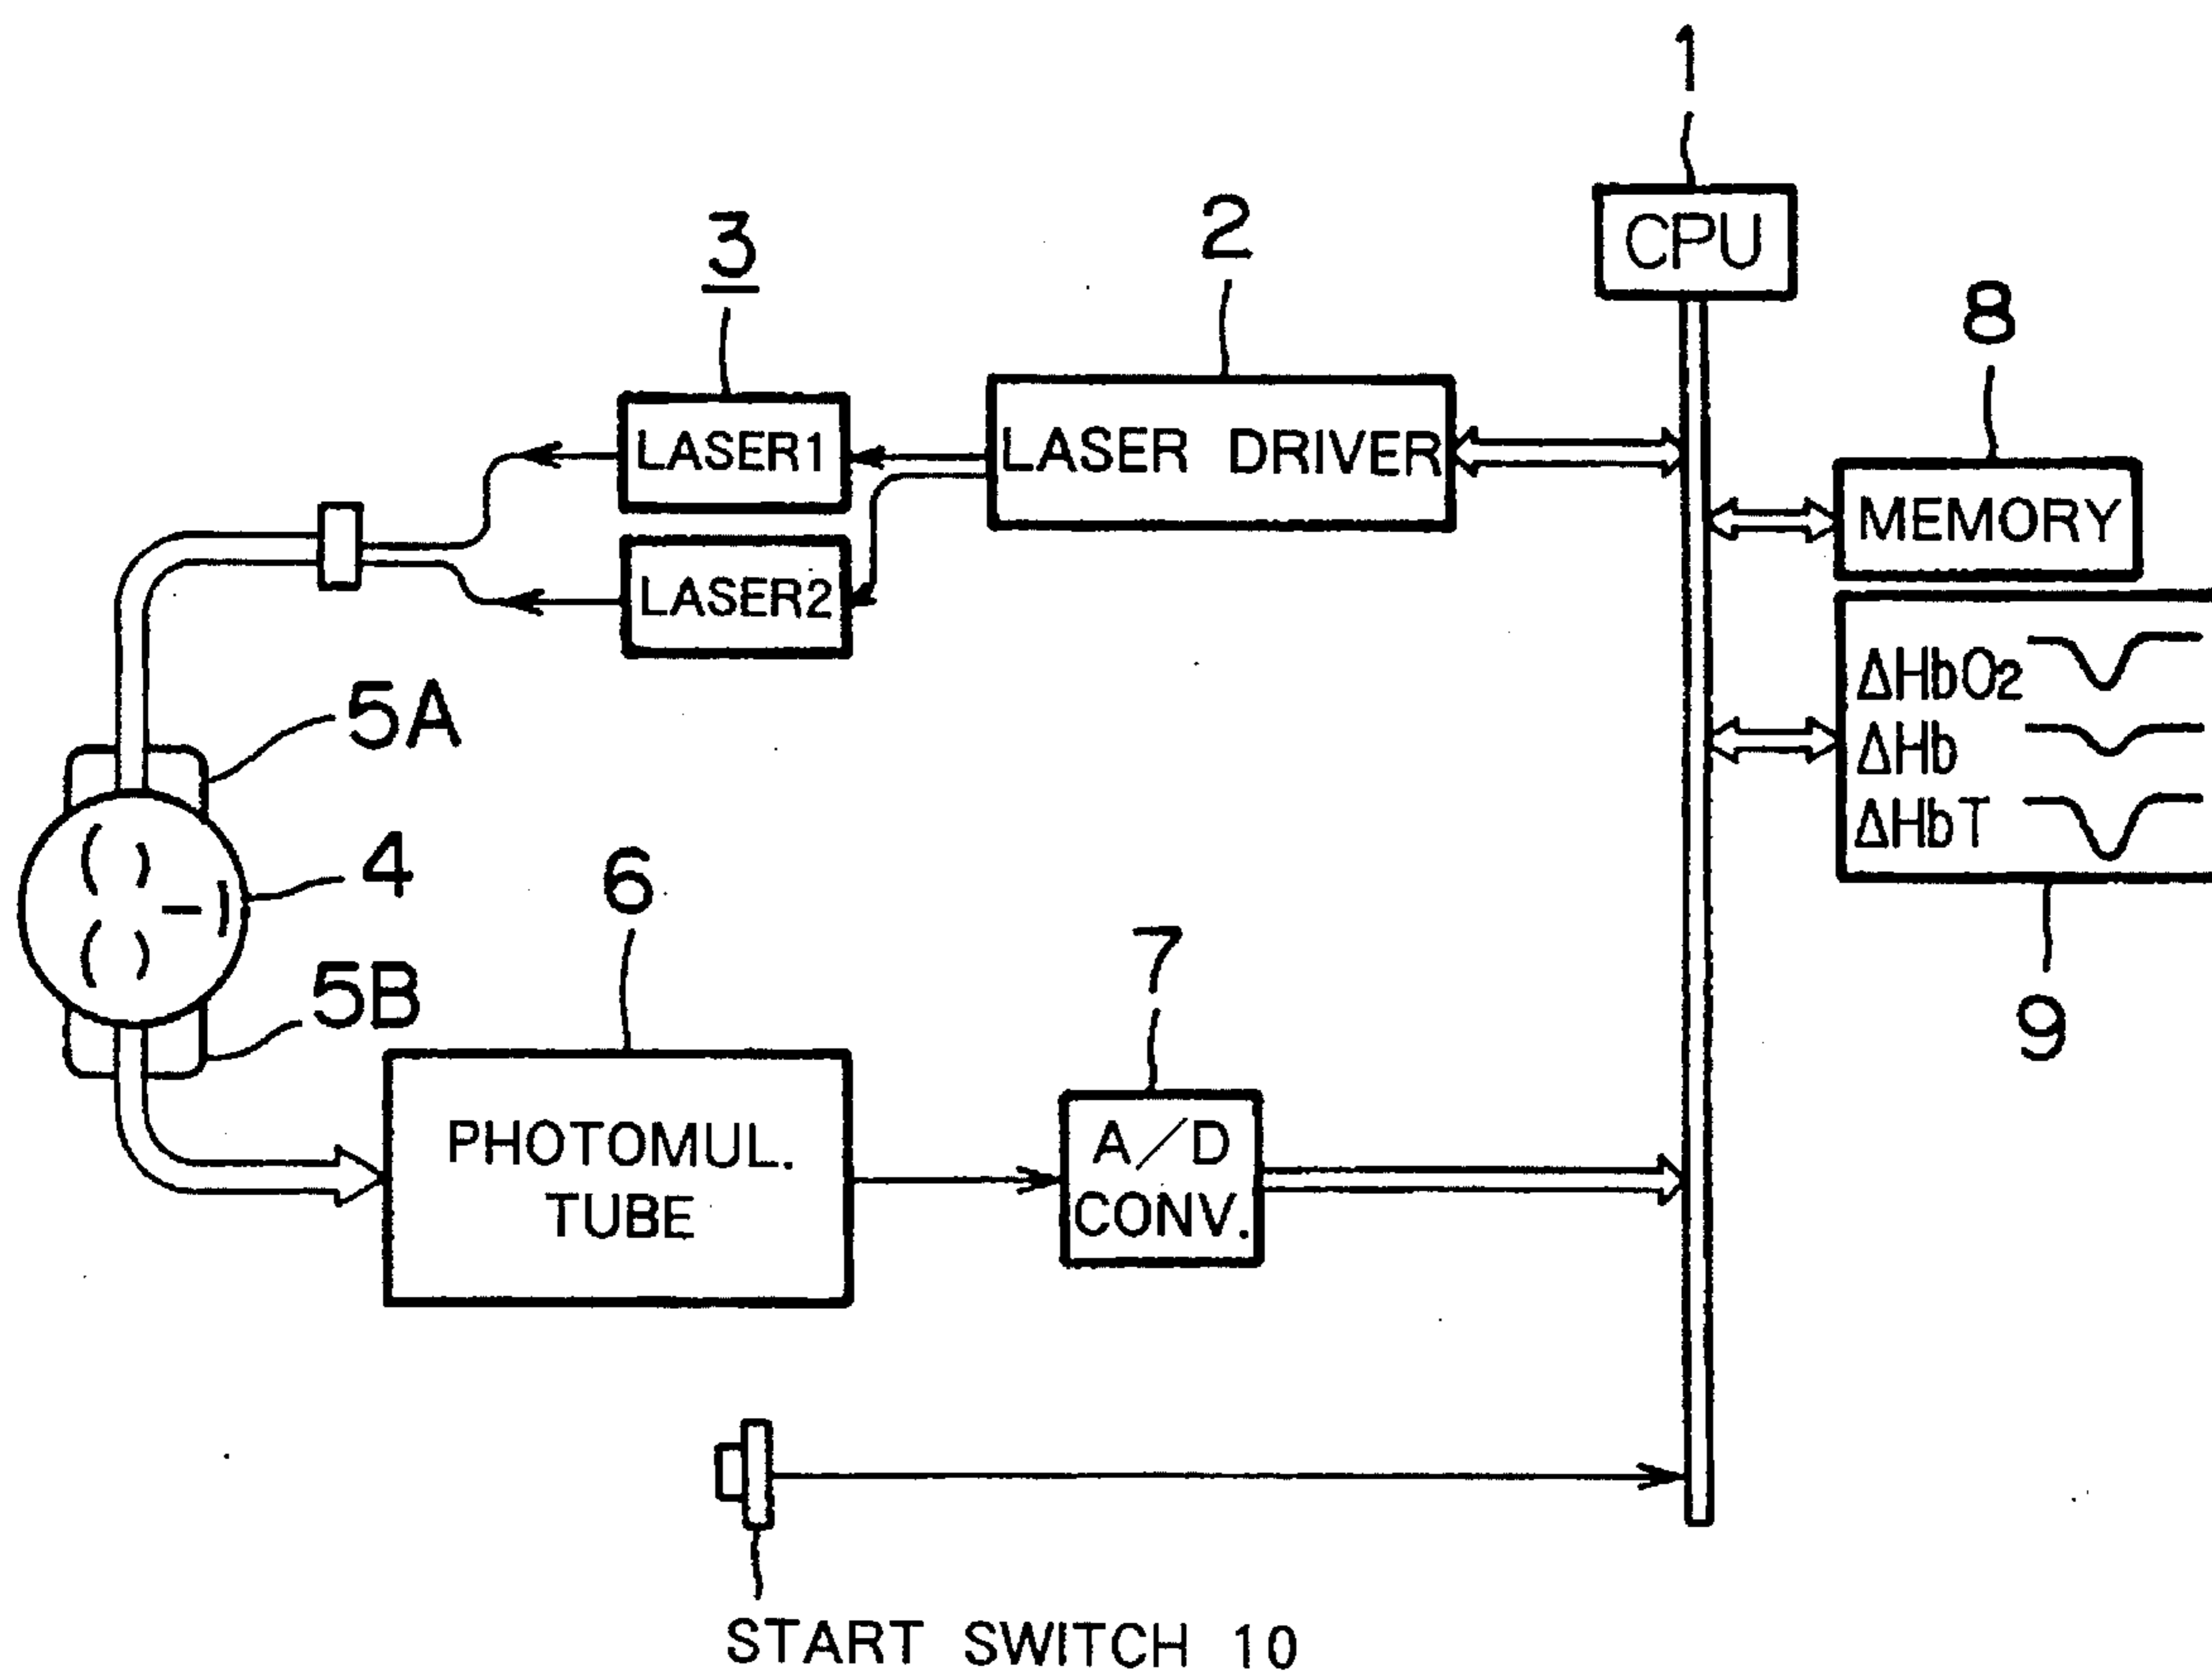 1
CPU
3
2
8
LASER1
LASER DRIVER
MEMORY
LASER2
ΔHbO2
ΔHb
ΔHbT
5A
4
6
7
5B
9
PHOTOMUL.
TUBE
A/D
CONV.
START SWITCH 10